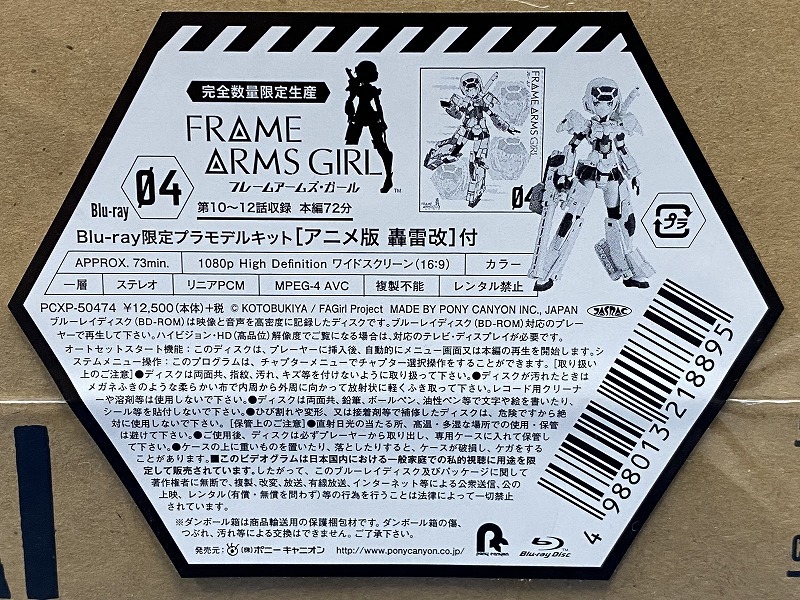 完全数量限定生産
FRAME
ARMS GIRL
フレームアームズ・ガール
TM
FRAME ARMS GIRL
04
Blu-ray
04
第10〜12話収録 本編72分
Blu-ray限定プラモデルキット[アニメ版 轟雷改]付
プラ
APPROX. 73min. 1080p High Definition ワイドスクリーン(16:9) カラー
一層 ステレオ リニアPCM MPEG-4 AVC 複製不能 レンタル禁止
PCXP-50474 ¥12,500(本体)+税 © KOTOBUKIYA / FAGirl Project MADE BY PONY CANYON INC., JAPAN JASRAC
ブルーレイディスク(BD-ROM)は映像と音声を高密度に記録したディスクです。ブルーレイディスク(BD-ROM)対応のプレー
ヤーで再生して下さい。ハイビジョン・HD(高品位)解像度でご覧になる場合は、対応のテレビ・ディスプレイが必要です。
オートセットスタート機能:このディスクは、プレーヤーに挿入後、自動的にメニュー画面又は本編の再生を開始します。シ
ステムメニュー操作:このプログラムは、チャプターメニューでチャプター選択操作をすることができます。[取り扱い
上のご注意]●ディスクは両面共、指紋、汚れ、キズ等を付けないように取り扱って下さい。●ディスクが汚れたときは
メガネふきのような柔らかい布で内周から外周に向かって放射状に軽くふき取って下さい。レコード用クリーナ
ーや溶剤等は使用しないで下さい。●ディスクは両面共、鉛筆、ボールペン、油性ペン等で文字や絵を書いたり、
シール等を貼付しないで下さい。●ひび割れや変形、又は接着剤等で補修したディスクは、危険ですから絶
対に使用しないで下さい。[保管上のご注意]●直射日光の当たる所、高温・多湿な場所での使用・保管
は避けて下さい。●ご使用後、ディスクは必ずプレーヤーから取り出し、専用ケースに入れて保管し
て下さい。●ケースの上に重いものを置いたり、落としたりすると、ケースが破損し、ケガをする
ことがあります。■このビデオグラムは日本国内における一般家庭での私的視聴に用途を限
定して販売されています。したがって、このブルーレイディスク及びパッケージに関して
著作権者に無断で、複製、改変、放送、有線放送、インターネット等による公衆送信、公の
上映、レンタル(有償・無償を問わず)等の行為を行うことは法律によって一切禁止
されています。
※ダンボール箱は商品輸送用の保護梱包材です。ダンボール箱の傷、
つぶれ、汚れ等による交換はできません。ご了承下さい。
発売元: (株)ポニーキャニオン http://www.ponycanyon.co.jp/
pony canyon
Blu-ray Disc
4 988013 218895